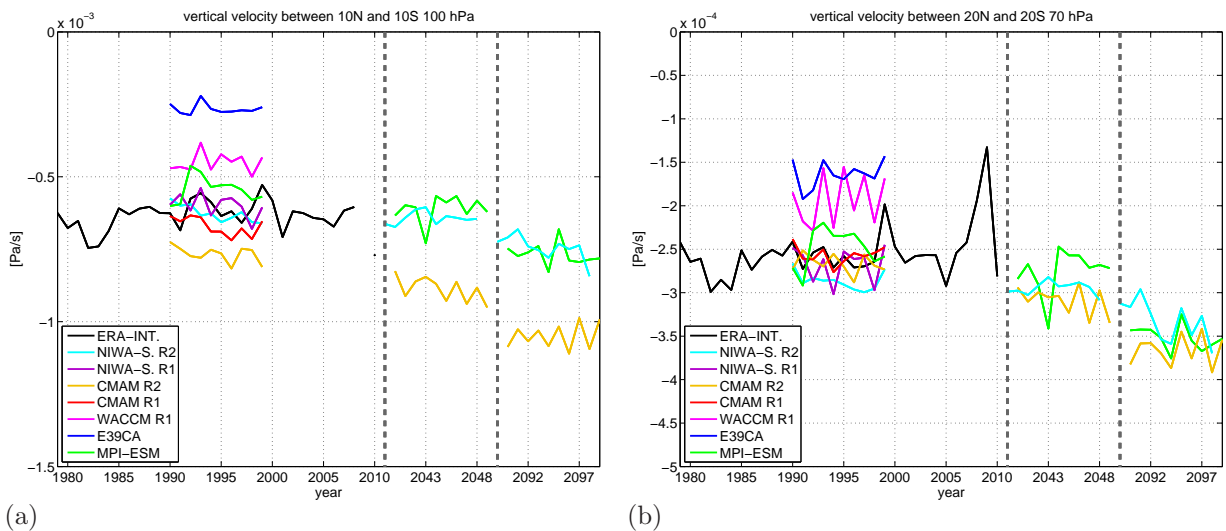 vertical velocity between 10N and 10S 100 hPa
x 10−3
0
−0.5
−1
−1.5
[Pa/s]
1980 1985 1990 1995 2000 2005 2010 2043 2048 2092 2097
year
ERA−INT.
NIWA−S. R2
NIWA−S. R1
CMAM R2
CMAM R1
WACCM R1
E39CA
MPI−ESM
(a)
vertical velocity between 20N and 20S 70 hPa
x 10−4
0
−0.5
−1
−1.5
−2
−2.5
−3
−3.5
−4
−4.5
−5
[Pa/s]
1980 1985 1990 1995 2000 2005 2010 2043 2048 2092 2097
year
ERA−INT.
NIWA−S. R2
NIWA−S. R1
CMAM R2
CMAM R1
WACCM R1
E39CA
MPI−ESM
(b)